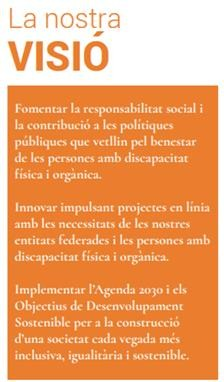 La nostra
VISIÓ
Fomentar la responsabilitat social i
la contribució a les polítiques
públiques que vetllin pel benestar
de les persones amb discapacitat
física i orgànica.
Innovar impulsant projectes en línia
amb les necessitats de les nostres
entitats federades i les persones amb
discapacitat física i orgànica.
Implementar l'Agenda 2030 i els
Objectius de Desenvolupament
Sostenible per a la construcció
d'una societat cada vegada més
inclusiva, igualitària i sostenible.